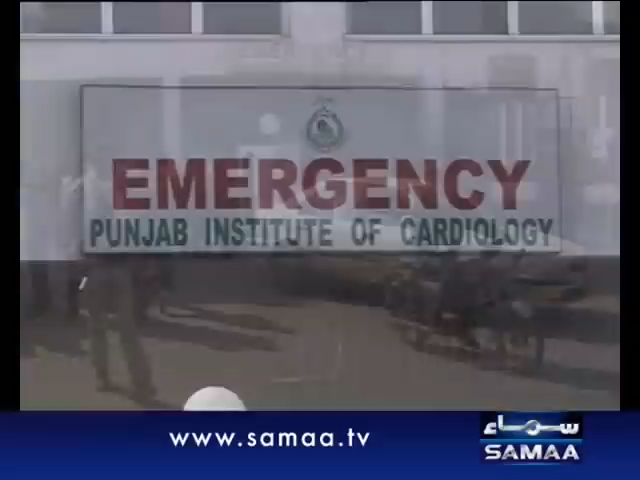 EMERGENCY
PUNJAB INSTITUTE OF CARDIOLOGY
www.samaa.tv
سماء
SAMAA